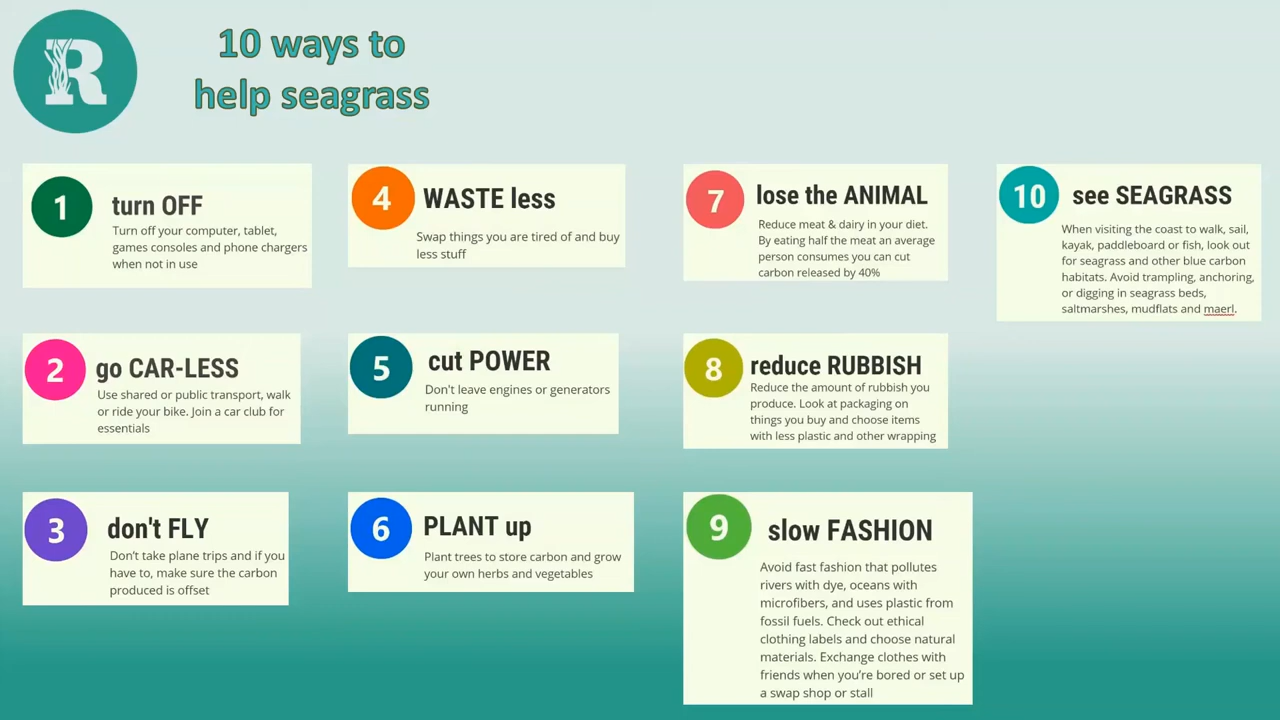 R
10 ways to
help seagrass
1
turn OFF
Turn off your computer, tablet,
games consoles and phone chargers
when not in use
2
go CAR-LESS
Use shared or public transport, walk
or ride your bike. Join a car club for
essentials
3
don't FLY
Don't take plane trips and if you
have to, make sure the carbon
produced is offset
4
WASTE less
Swap things you are tired of and buy
less stuff
5
cut POWER
Don't leave engines or generators
running
6
PLANT up
Plant trees to store carbon and grow
your own herbs and vegetables
7
lose the ANIMAL
Reduce meat & dairy in your diet.
By eating half the meat an average
person consumes you can cut
carbon released by 40%
8
reduce RUBBISH
Reduce the amount of rubbish you
produce. Look at packaging on
things you buy and choose items
with less plastic and other wrapping
9
slow FASHION
Avoid fast fashion that pollutes
rivers with dye, oceans with
microfibers, and uses plastic from
fossil fuels. Check out ethical
clothing labels and choose natural
materials. Exchange clothes with
friends when you're bored or set up
a swap shop or stall
10
see SEAGRASS
When visiting the coast to walk, sail,
kayak, paddleboard or fish, look out
for seagrass and other blue carbon
habitats. Avoid trampling, anchoring,
or digging in seagrass beds,
saltmarshes, mudflats and maerl.